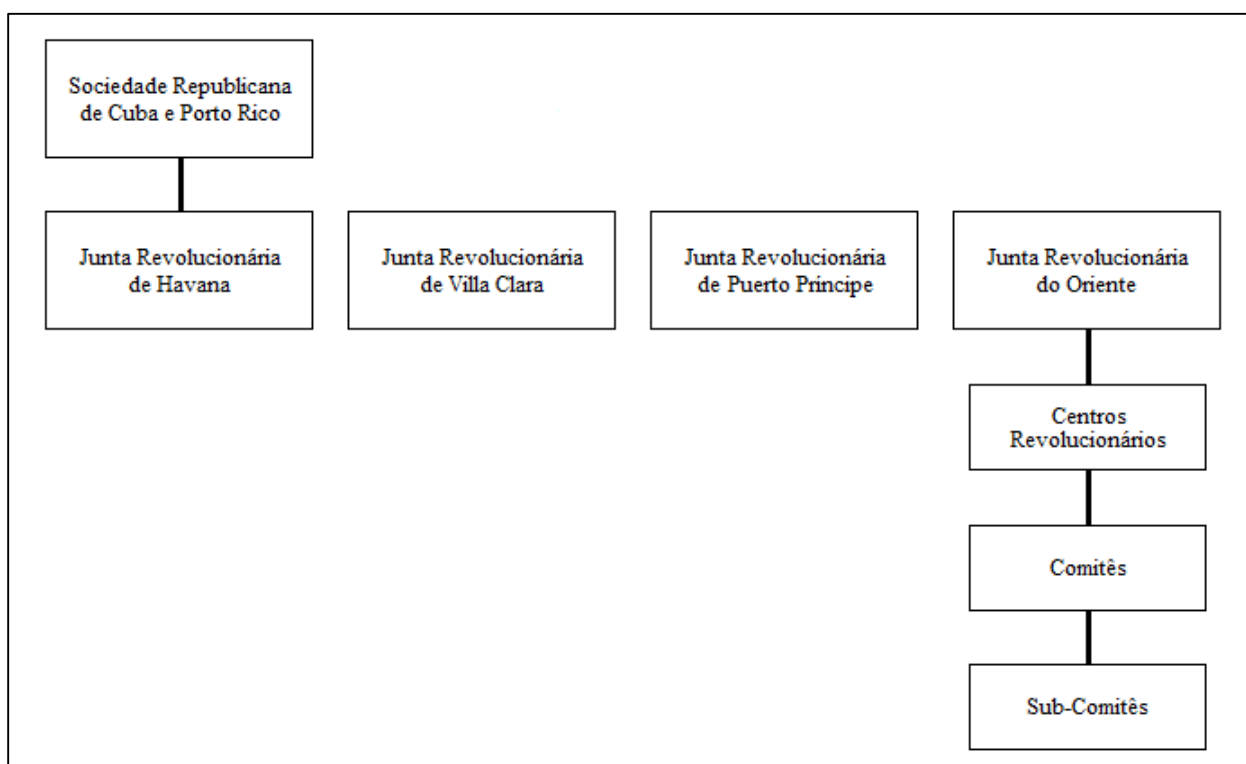 Sociedade Republicana
de Cuba e Porto Rico
Junta Revolucionária
de Havana
Junta Revolucionária
de Villa Clara
Junta Revolucionária
de Puerto Principe
Junta Revolucionária
do Oriente
Centros
Revolucionários
Comitês
Sub-Comitês